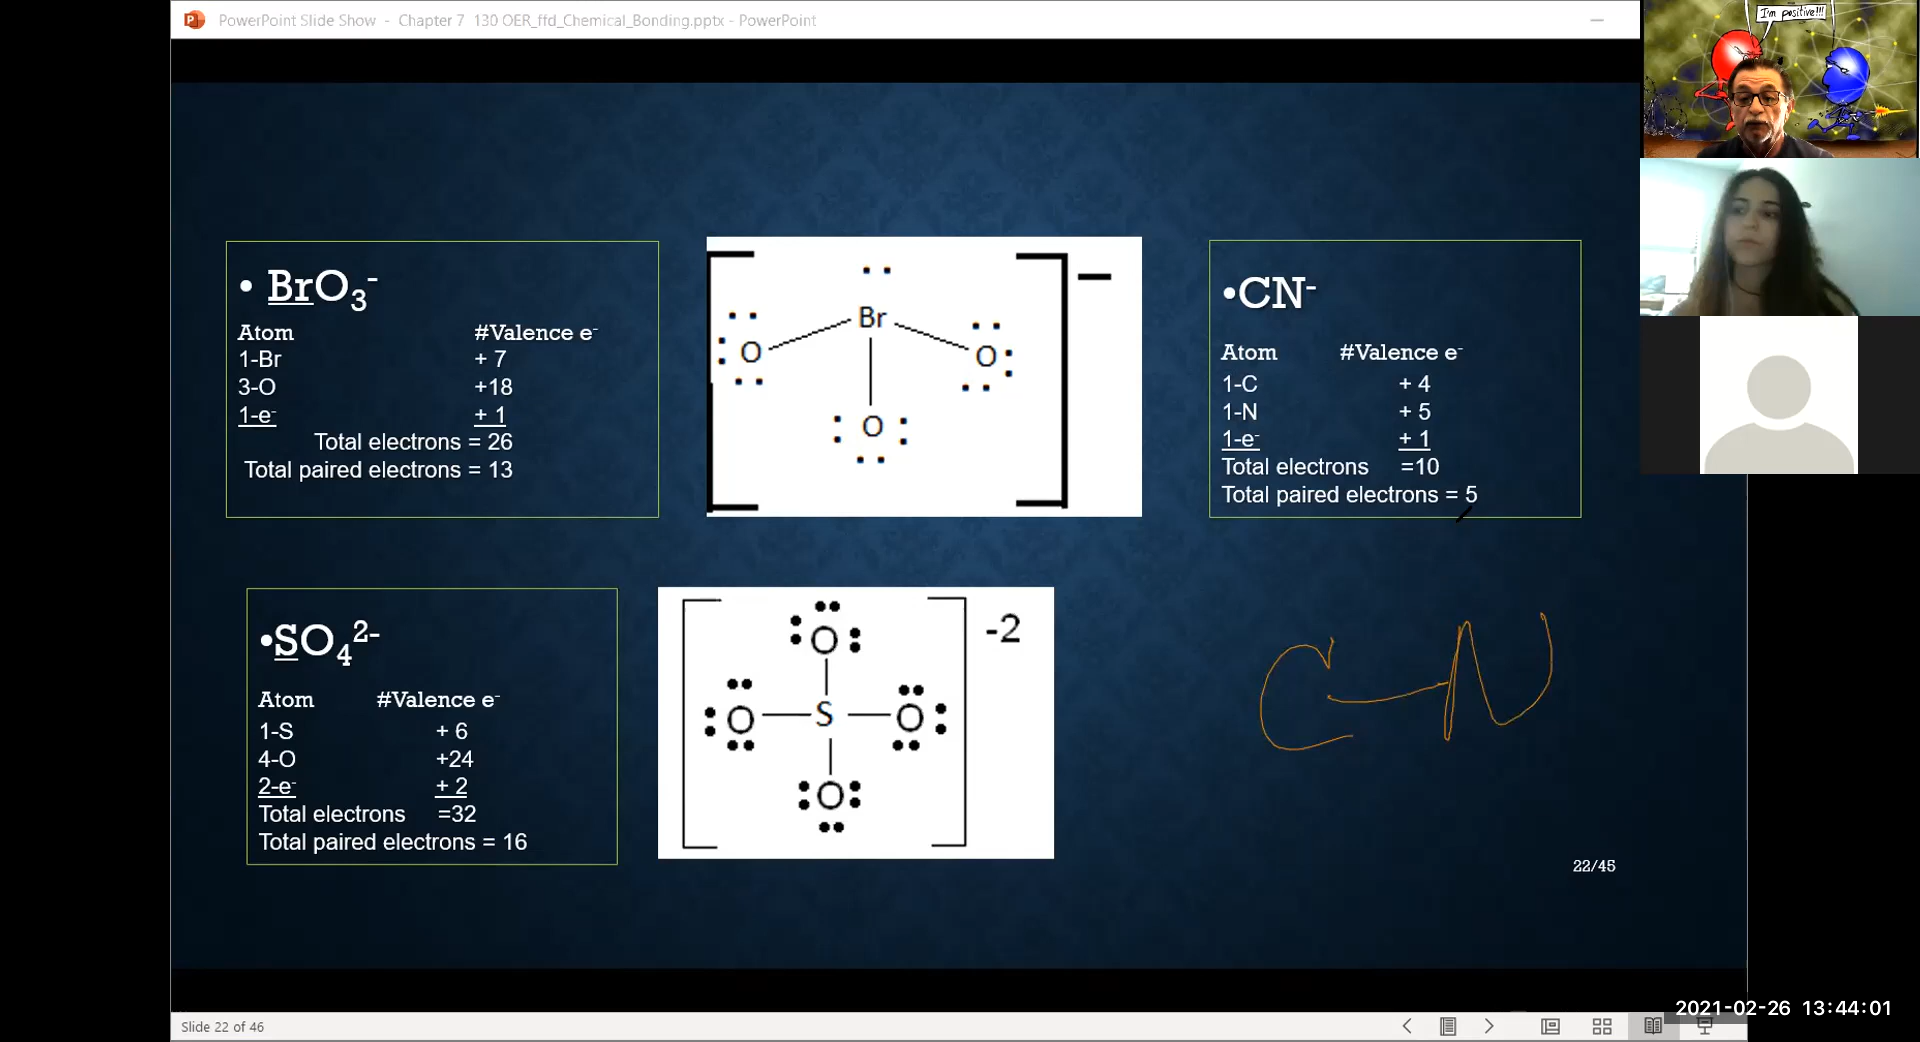 PowerPoint Slide Show - Chapter 7 130 OER_ffd_Chemical_Bonding.pptx - PowerPoint
I'm positive!!!
• BrO₃⁻
Atom #Valence e⁻
1-Br + 7
3-O +18
1-e⁻ + 1
Total electrons = 26
Total paired electrons = 13
Br
O O
O
−
•CN⁻
Atom #Valence e⁻
1-C + 4
1-N + 5
1-e⁻ + 1
Total electrons =10
Total paired electrons = 5
•SO₄²⁻
Atom #Valence e⁻
1-S + 6
4-O +24
2-e⁻ + 2
Total electrons =32
Total paired electrons = 16
-2
O
O S O
O
C-N
22/45
2021-02-26 13:44:01
Slide 22 of 46